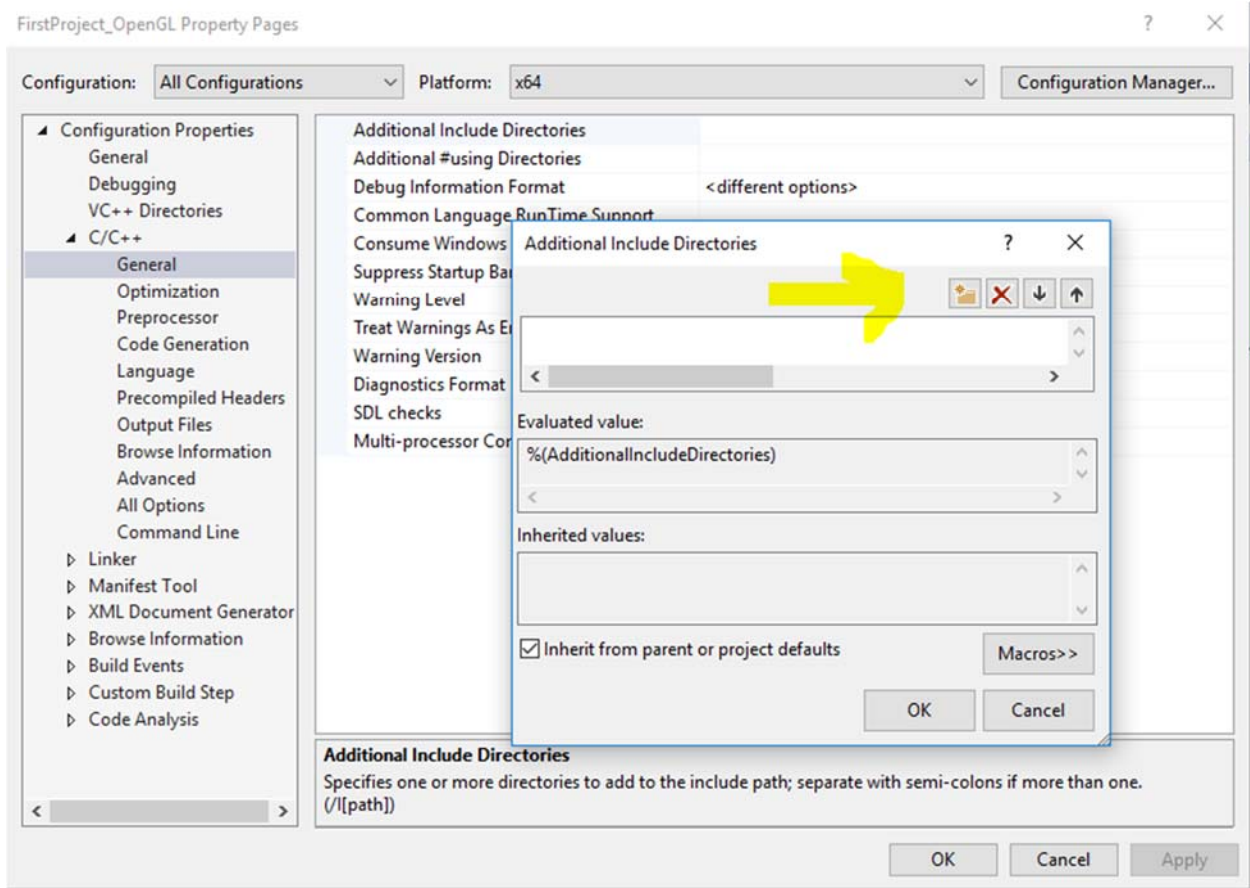 FirstProject_OpenGL Property Pages
Configuration: All Configurations Platform: x64 Configuration Manager...
Configuration Properties
General
Debugging
VC++ Directories
C/C++
General
Optimization
Preprocessor
Code Generation
Language
Precompiled Headers
Output Files
Browse Information
Advanced
All Options
Command Line
Linker
Manifest Tool
XML Document Generator
Browse Information
Build Events
Custom Build Step
Code Analysis
Additional Include Directories
Additional #using Directories
Debug Information Format <different options>
Common Language RunTime Support
Consume Windows
Suppress Startup Ba
Warning Level
Treat Warnings As E
Warning Version
Diagnostics Format
SDL checks
Multi-processor Co
Additional Include Directories
Evaluated value:
%(AdditionalIncludeDirectories)
Inherited values:
Inherit from parent or project defaults
Macros>>
OK Cancel
Additional Include Directories
Specifies one or more directories to add to the include path; separate with semi-colons if more than one.
(/I[path])
OK Cancel Apply